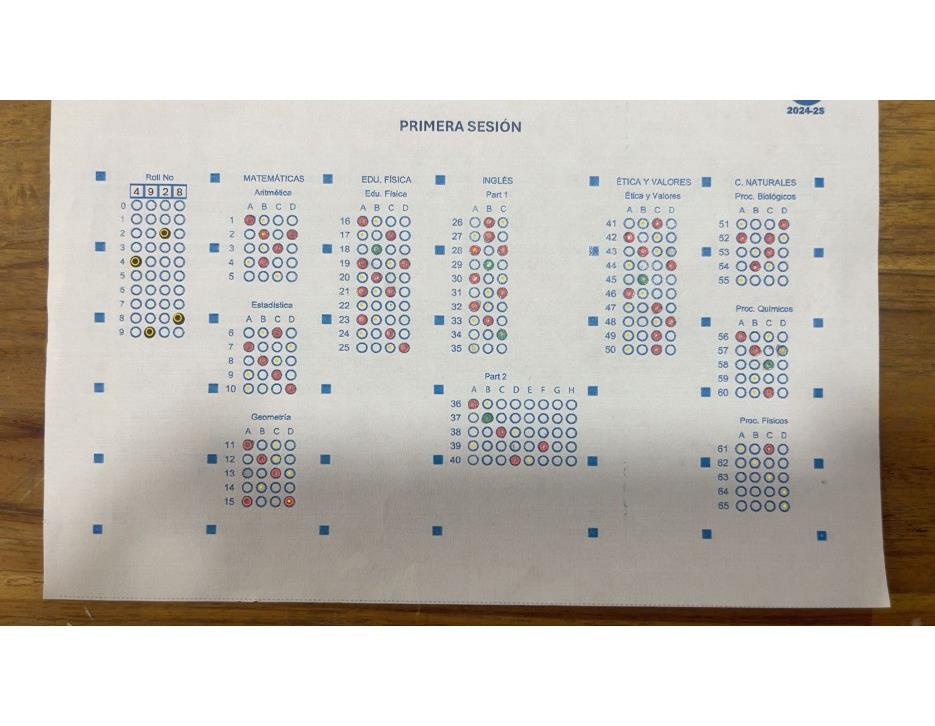 2024-25
PRIMERA SESIÓN
Roll No
4 9 2 8
0
1
2
3
4
5
6
7
8
9
MATEMÁTICAS
Aritmética
A B C D
1
2
3
4
5
Estadística
6
7
8
9
10
Geometría
A B C D
11
12
13
14
15
EDU. FÍSICA
Edu. Física
A B C D
16
17
18
19
20
21
22
23
24
25
INGLÉS
Part 1
A B C
26
27
28
29
30
31
32
33
34
35
Part 2
A B C D E F G H
36
37
38
39
40
ÉTICA Y VALORES
Ética y Valores
A B C D
41
42
43
44
45
46
47
48
49
50
C. NATURALES
Proc. Biológicos
A B C D
51
52
53
54
55
Proc. Químicos
A B C D
56
57
58
59
60
Proc. Físicos
A B C D
61
62
63
64
65